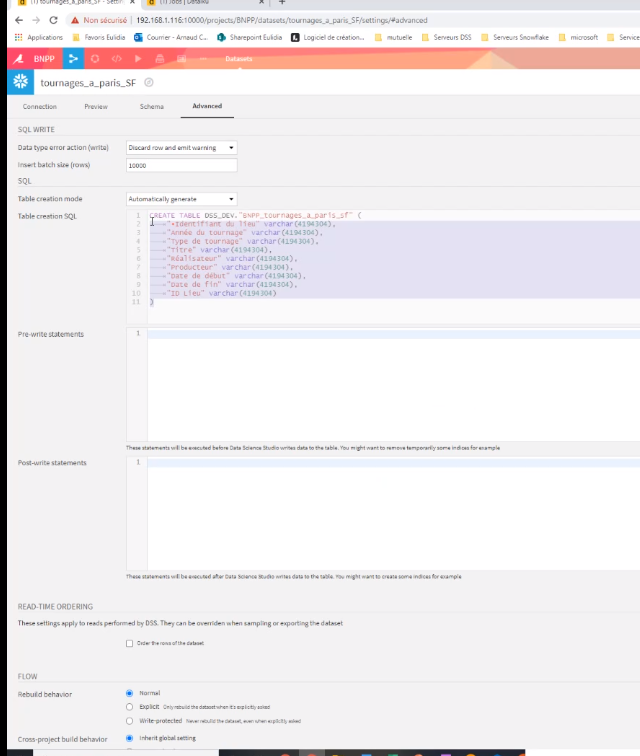 Non sécurisé | 192.168.1.116:10000/projects/BNPP/datasets/tournages_a_paris_SF/settings/#advanced
Applications Favoris Eulidia Courrier - Arnaud C... Sharepoint Eulidia Logiciel de création... mutuelle Serveurs DSS Serveurs Snowflake microsoft Service
BNPP Datasets
tournages_a_paris_SF
Connection Preview Schema Advanced
SQL WRITE
Data type error action (write) Discard row and emit warning
Insert batch size (rows) 10000
SQL
Table creation mode Automatically generate
Table creation SQL
1 CREATE TABLE DSS_DEV."BNPP_tournages_a_paris_sf" (
2 "Identifiant du lieu" varchar(4194304),
3 "Année du tournage" varchar(4194304),
4 "Type de tournage" varchar(4194304),
5 "Titre" varchar(4194304),
6 "Réalisateur" varchar(4194304),
7 "Producteur" varchar(4194304),
8 "Date de début" varchar(4194304),
9 "Date de fin" varchar(4194304),
10 "ID Lieu" varchar(4194304)
11 )
Pre-write statements 1
These statements will be executed before Data Science Studio writes data to the table. You might want to remove temporarily some indices for example
Post-write statements 1
These statements will be executed after Data Science Studio writes data to the table. You might want to create some indices for example
READ-TIME ORDERING
These settings apply to reads performed by DSS. They can be overriden when sampling or exporting the dataset
Order the rows of the dataset
FLOW
Rebuild behavior Normal
Explicit Only rebuild the dataset when it's explicitly asked
Write-protected Never rebuild the dataset, even when explicitly asked
Cross-project build behavior Inherit global setting